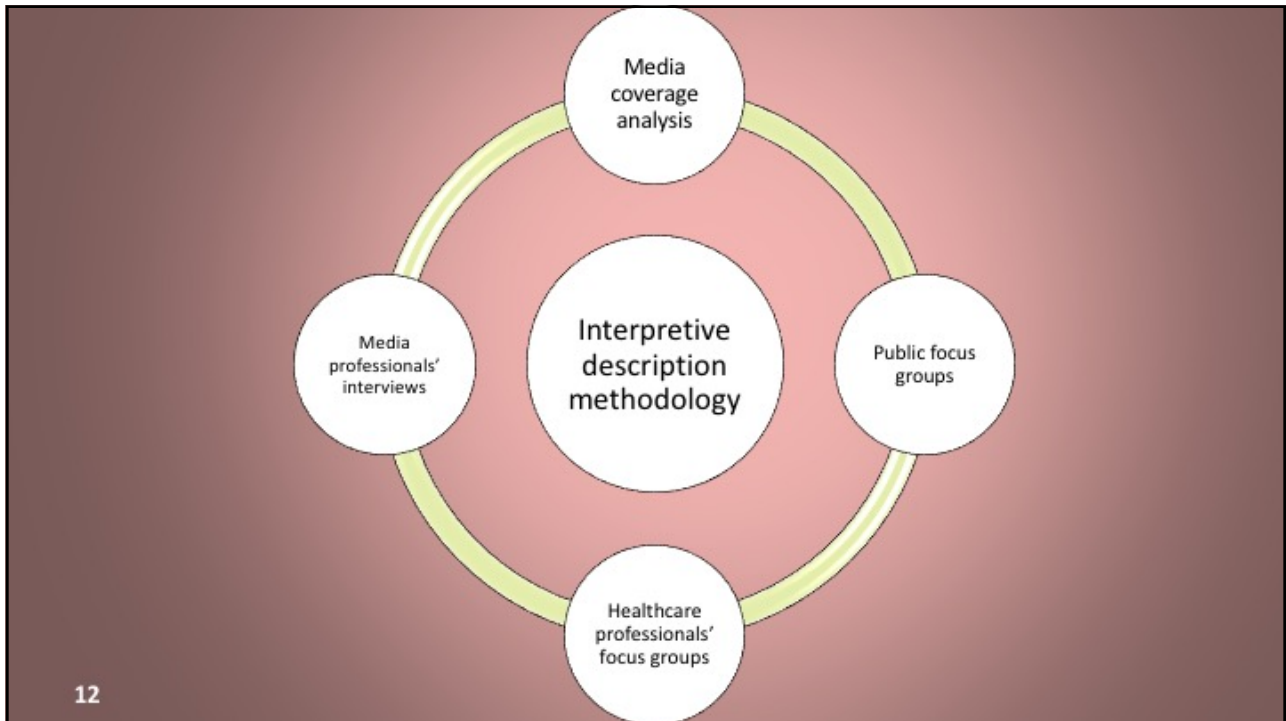 Media
coverage
analysis
Media
professionals'
interviews
Interpretive
description
methodology
Public focus
groups
Healthcare
professionals'
focus groups
12